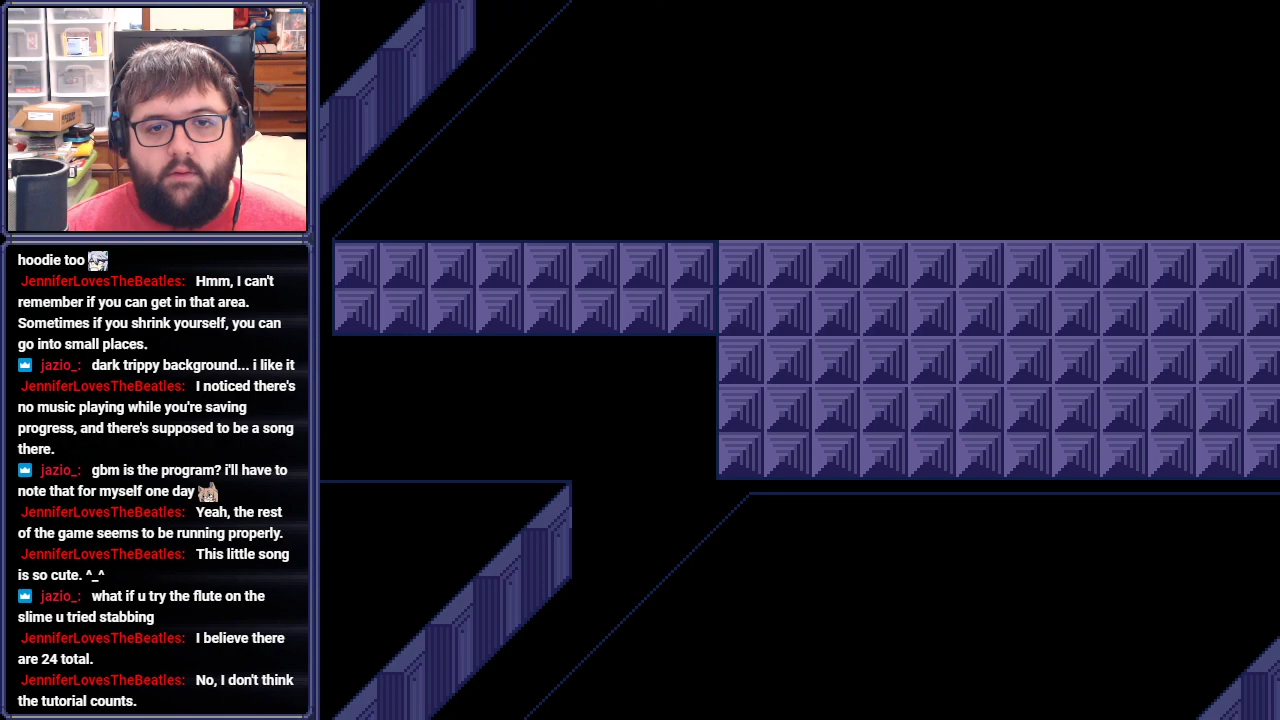 hoodie too
JenniferLovesTheBeatles: Hmm, I can't
remember if you can get in that area.
Sometimes if you shrink yourself, you can
go into small places.
jazio_: dark trippy background... i like it
JenniferLovesTheBeatles: I noticed there's
no music playing while you're saving
progress, and there's supposed to be a song
there.
jazio_: gbm is the program? i'll have to
note that for myself one day
JenniferLovesTheBeatles: Yeah, the rest
of the game seems to be running properly.
JenniferLovesTheBeatles: This little song
is so cute. ^_^
jazio_: what if u try the flute on the
slime u tried stabbing
JenniferLovesTheBeatles: I believe there
are 24 total.
JenniferLovesTheBeatles: No, I don't think
the tutorial counts.